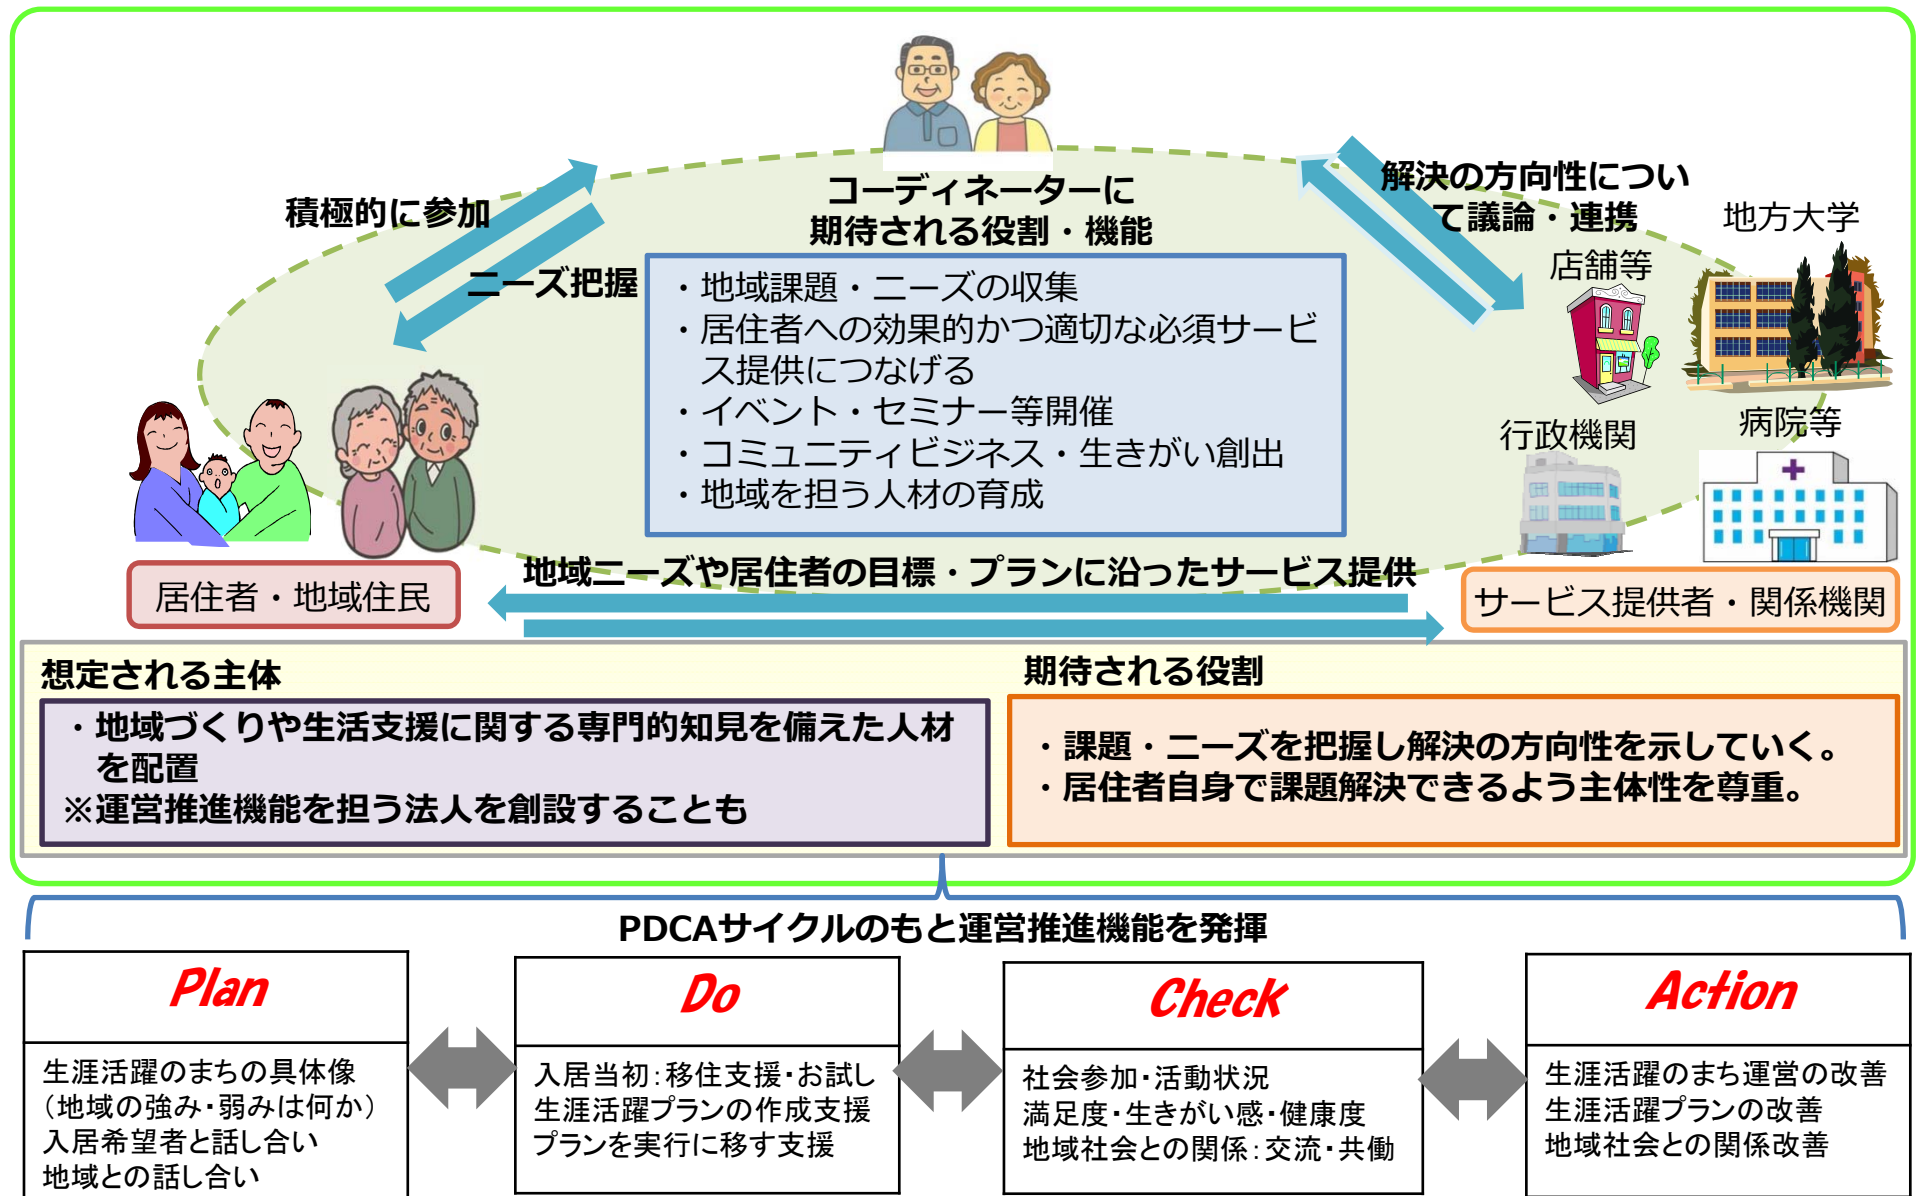 コーディネーターに
期待される役割・機能
積極的に参加
ニーズ把握
解決の方向性につい
て議論・連携
地方大学
店舗等
行政機関
病院等
・地域課題・ニーズの収集
・居住者への効果的かつ適切な必須サービ
ス提供につなげる
・イベント・セミナー等開催
・コミュニティビジネス・生きがい創出
・地域を担う人材の育成
地域ニーズや居住者の目標・プランに沿ったサービス提供
居住者・地域住民
サービス提供者・関係機関
想定される主体
・地域づくりや生活支援に関する専門的知見を備えた人材
を配置
※運営推進機能を担う法人を創設することも
期待される役割
・課題・ニーズを把握し解決の方向性を示していく。
・居住者自身で課題解決できるよう主体性を尊重。
PDCAサイクルのもと運営推進機能を発揮
Plan
生涯活躍のまちの具体像
（地域の強み・弱みは何か）
入居希望者と話し合い
地域との話し合い
Do
入居当初：移住支援・お試し
生涯活躍プランの作成支援
プランを実行に移す支援
Check
社会参加・活動状況
満足度・生きがい感・健康度
地域社会との関係：交流・共働
Action
生涯活躍のまち運営の改善
生涯活躍プランの改善
地域社会との関係改善